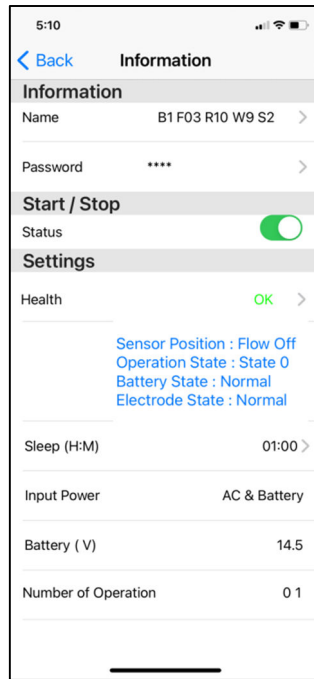 5:10
Back Information
Information
Name B1 F03 R10 W9 S2
Password ****
Start / Stop
Status
Settings
Health OK
Sensor Position : Flow Off
Operation State : State 0
Battery State : Normal
Electrode State : Normal
Sleep (H:M) 01:00
Input Power AC & Battery
Battery ( V) 14.5
Number of Operation 0 1